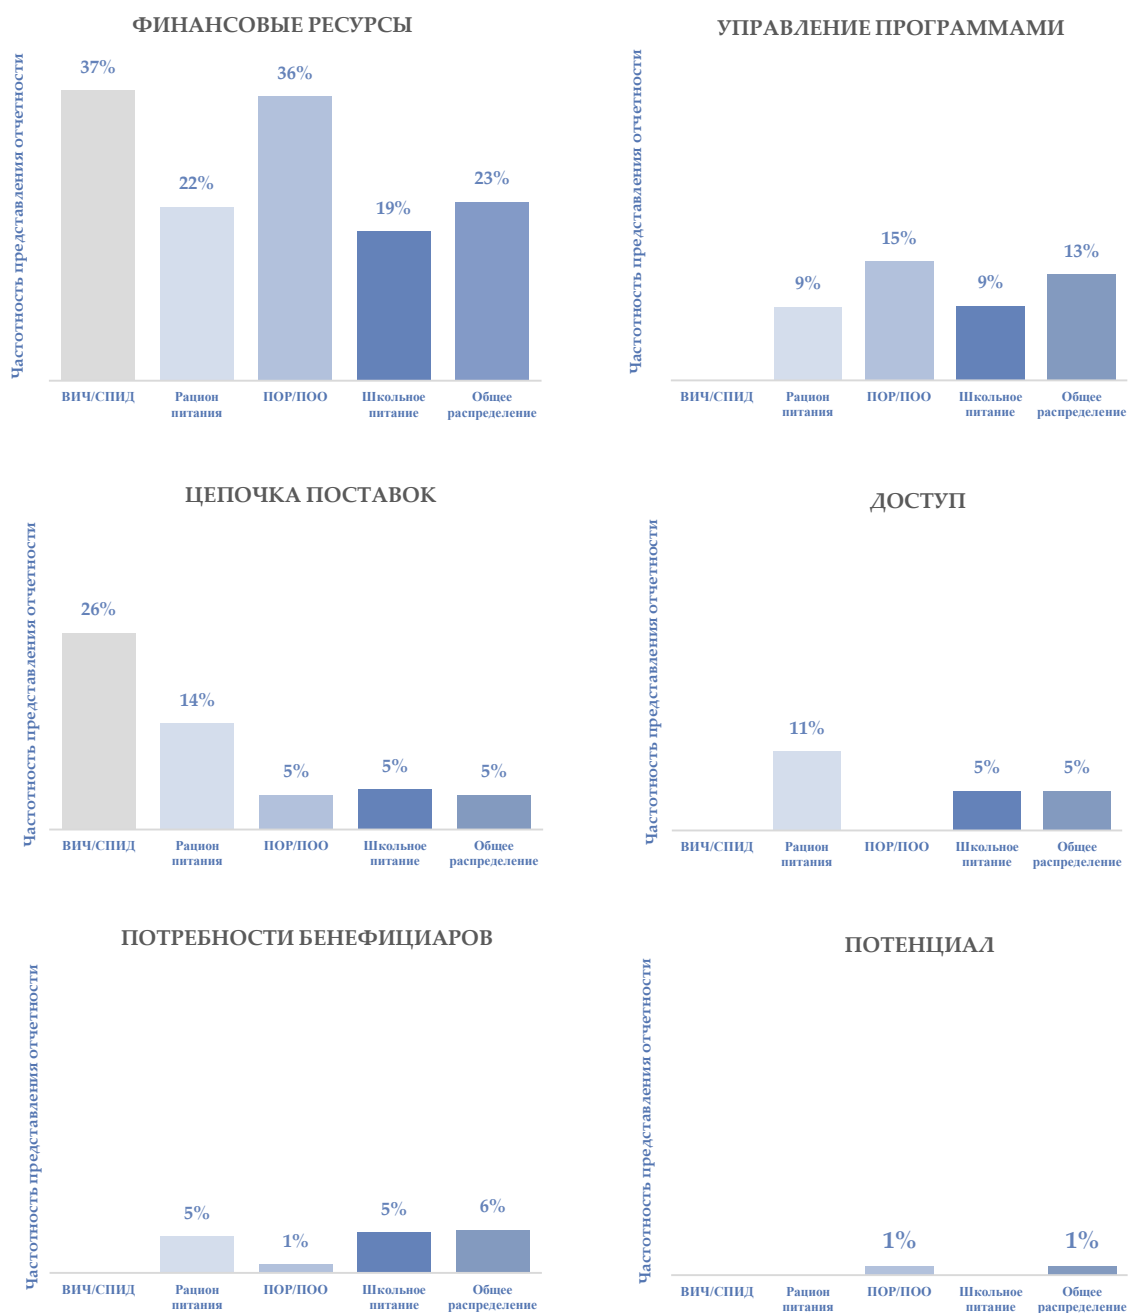 ФИНАНСОВЫЕ РЕСУРСЫ
Частотность представления отчетности
37%
22%
36%
19%
23%
ВИЧ/СПИД
Рацион
питания
ПОР/ПОО
Школьное
питание
Общее
распределение
УПРАВЛЕНИЕ ПРОГРАММАМИ
Частотность представления отчетности
9%
15%
9%
13%
ВИЧ/СПИД
Рацион
питания
ПОР/ПОО
Школьное
питание
Общее
распределение
ЦЕПОЧКА ПОСТАВОК
Частотность представления отчетности
26%
14%
5%
5%
5%
ВИЧ/СПИД
Рацион
питания
ПОР/ПОО
Школьное
питание
Общее
распределение
ДОСТУП
Частотность представления отчетности
11%
5%
5%
ВИЧ/СПИД
Рацион
питания
ПОР/ПОО
Школьное
питание
Общее
распределение
ПОТРЕБНОСТИ БЕНЕФИЦИАРОВ
Частотность представления отчетности
5%
1%
5%
6%
ВИЧ/СПИД
Рацион
питания
ПОР/ПОО
Школьное
питание
Общее
распределение
ПОТЕНЦИАЛ
Частотность представления отчетности
1%
1%
ВИЧ/СПИД
Рацион
питания
ПОР/ПОО
Школьное
питание
Общее
распределение